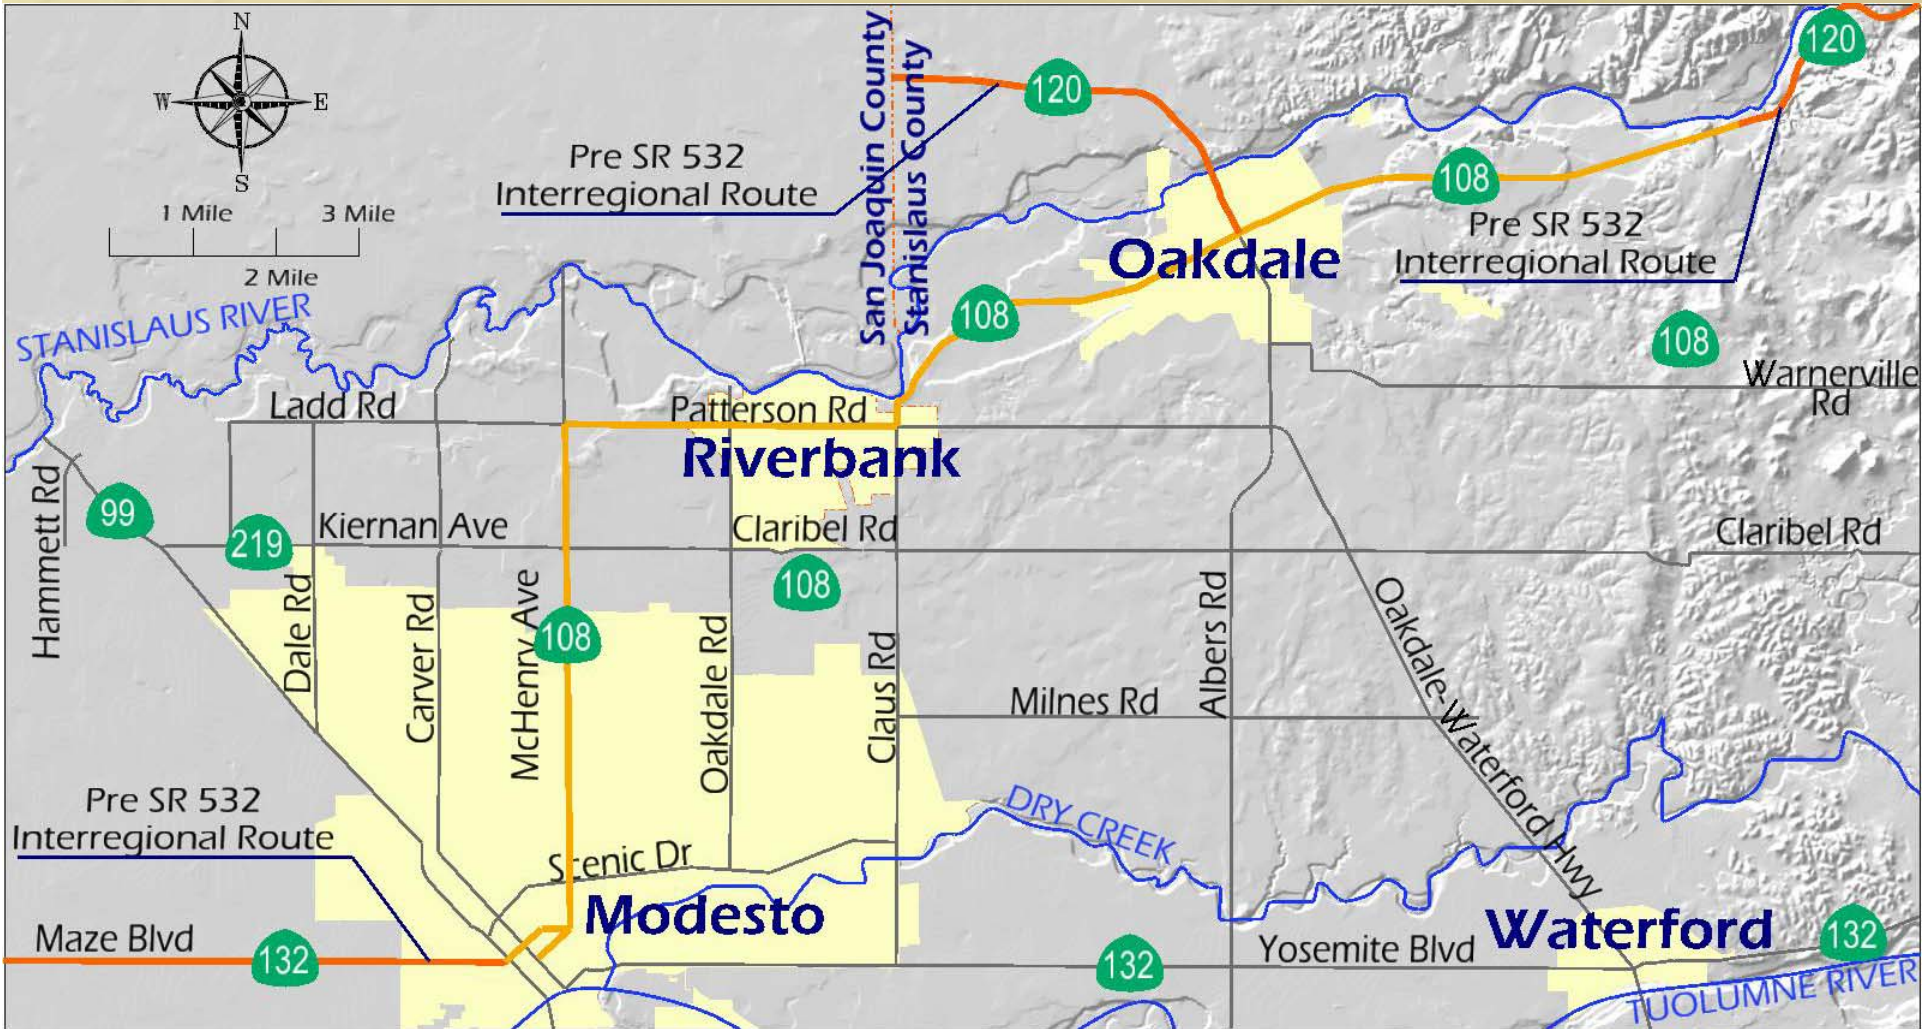 N
W
E
S
1 Mile
3 Mile
2 Mile
Pre SR 532
Interregional Route
San Joaquin County
Stanislaus County
120
120
108
Pre SR 532
Interregional Route
Oakdale
108
108
STANISLAUS RIVER
Warnerville
Rd
Ladd Rd
Patterson Rd
Riverbank
Hammett Rd
99
219
Kiernan Ave
Claribel Rd
Claribel Rd
108
Dale Rd
Carver Rd
McHenry Ave
108
Oakdale Rd
Claus Rd
Albers Rd
Oakdale-Waterford Hwy
Milnes Rd
Pre SR 532
Interregional Route
DRY CREEK
Scenic Dr
Modesto
Waterford
Maze Blvd
132
132
Yosemite Blvd
132
TUOLUMNE RIVER